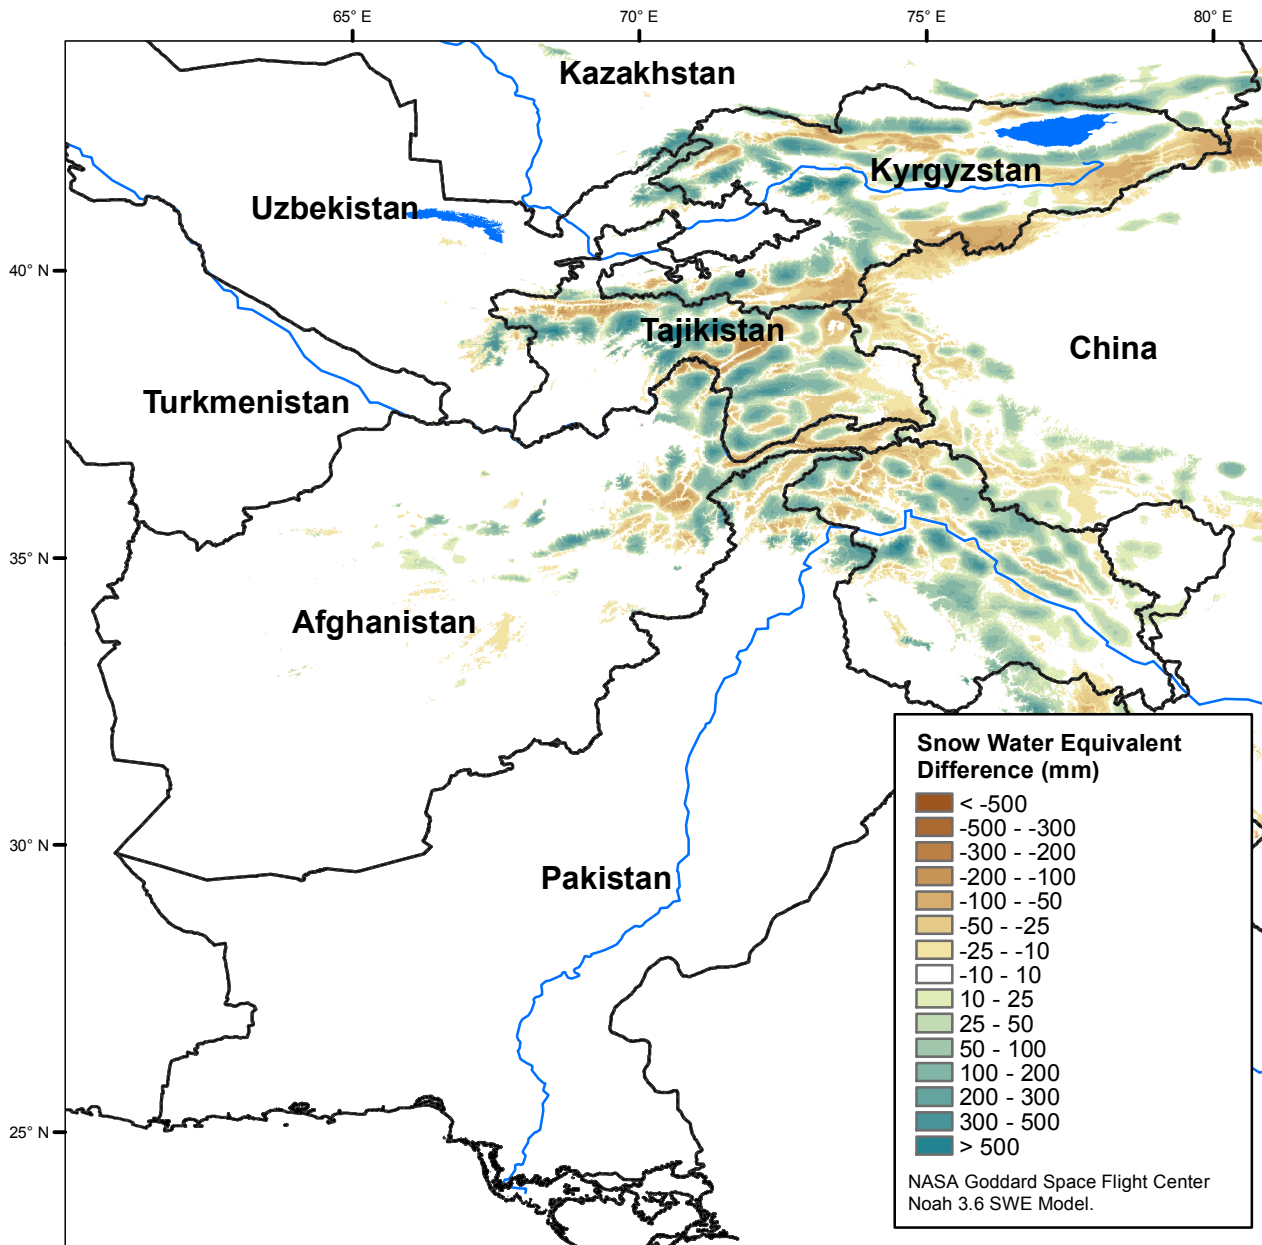 65° E
70° E
75° E
80° E
Kazakhstan
Kyrgyzstan
Uzbekistan
40° N
Tajikistan
China
Turkmenistan
35° N
Afghanistan
30° N
Pakistan
25° N
Snow Water Equivalent
Difference (mm)
< -500
-500 - -300
-300 - -200
-200 - -100
-100 - -50
-50 - -25
-25 - -10
-10 - 10
10 - 25
25 - 50
50 - 100
100 - 200
200 - 300
300 - 500
> 500
NASA Goddard Space Flight Center
Noah 3.6 SWE Model.